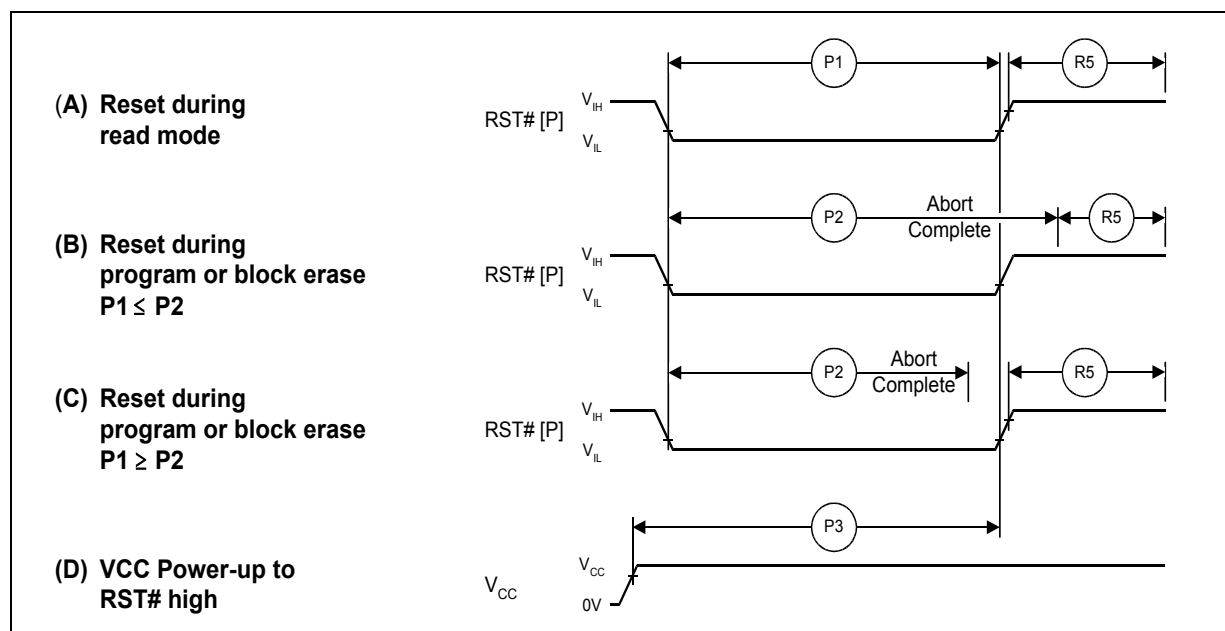 P1
R5
(A) Reset during
read mode
RST# [P]
VIH
VIL
P2
Abort
Complete
R5
(B) Reset during
program or block erase
P1 ≤ P2
RST# [P]
VIH
VIL
P2
Abort
Complete
R5
(C) Reset during
program or block erase
P1 ≥ P2
RST# [P]
VIH
VIL
P3
(D) VCC Power-up to
RST# high
VCC
VCC
0V